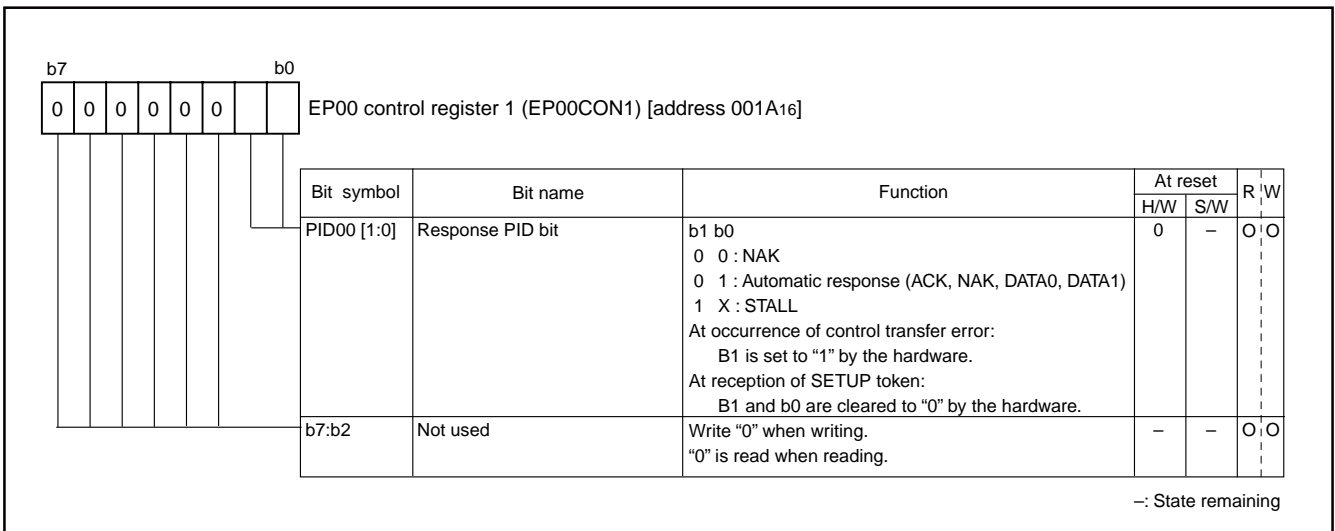 b7 b0
0 0 0 0 0 0 EP00 control register 1 (EP00CON1) [address 001A16]
Bit symbol Bit name Function At reset R W
H/W S/W
PID00 [1:0] Response PID bit b1 b0 0 – O O
0 0 : NAK
0 1 : Automatic response (ACK, NAK, DATA0, DATA1)
1 X : STALL
At occurrence of control transfer error:
B1 is set to “1” by the hardware.
At reception of SETUP token:
B1 and b0 are cleared to “0” by the hardware.
b7:b2 Not used Write “0” when writing. – – O O
“0” is read when reading.
–: State remaining